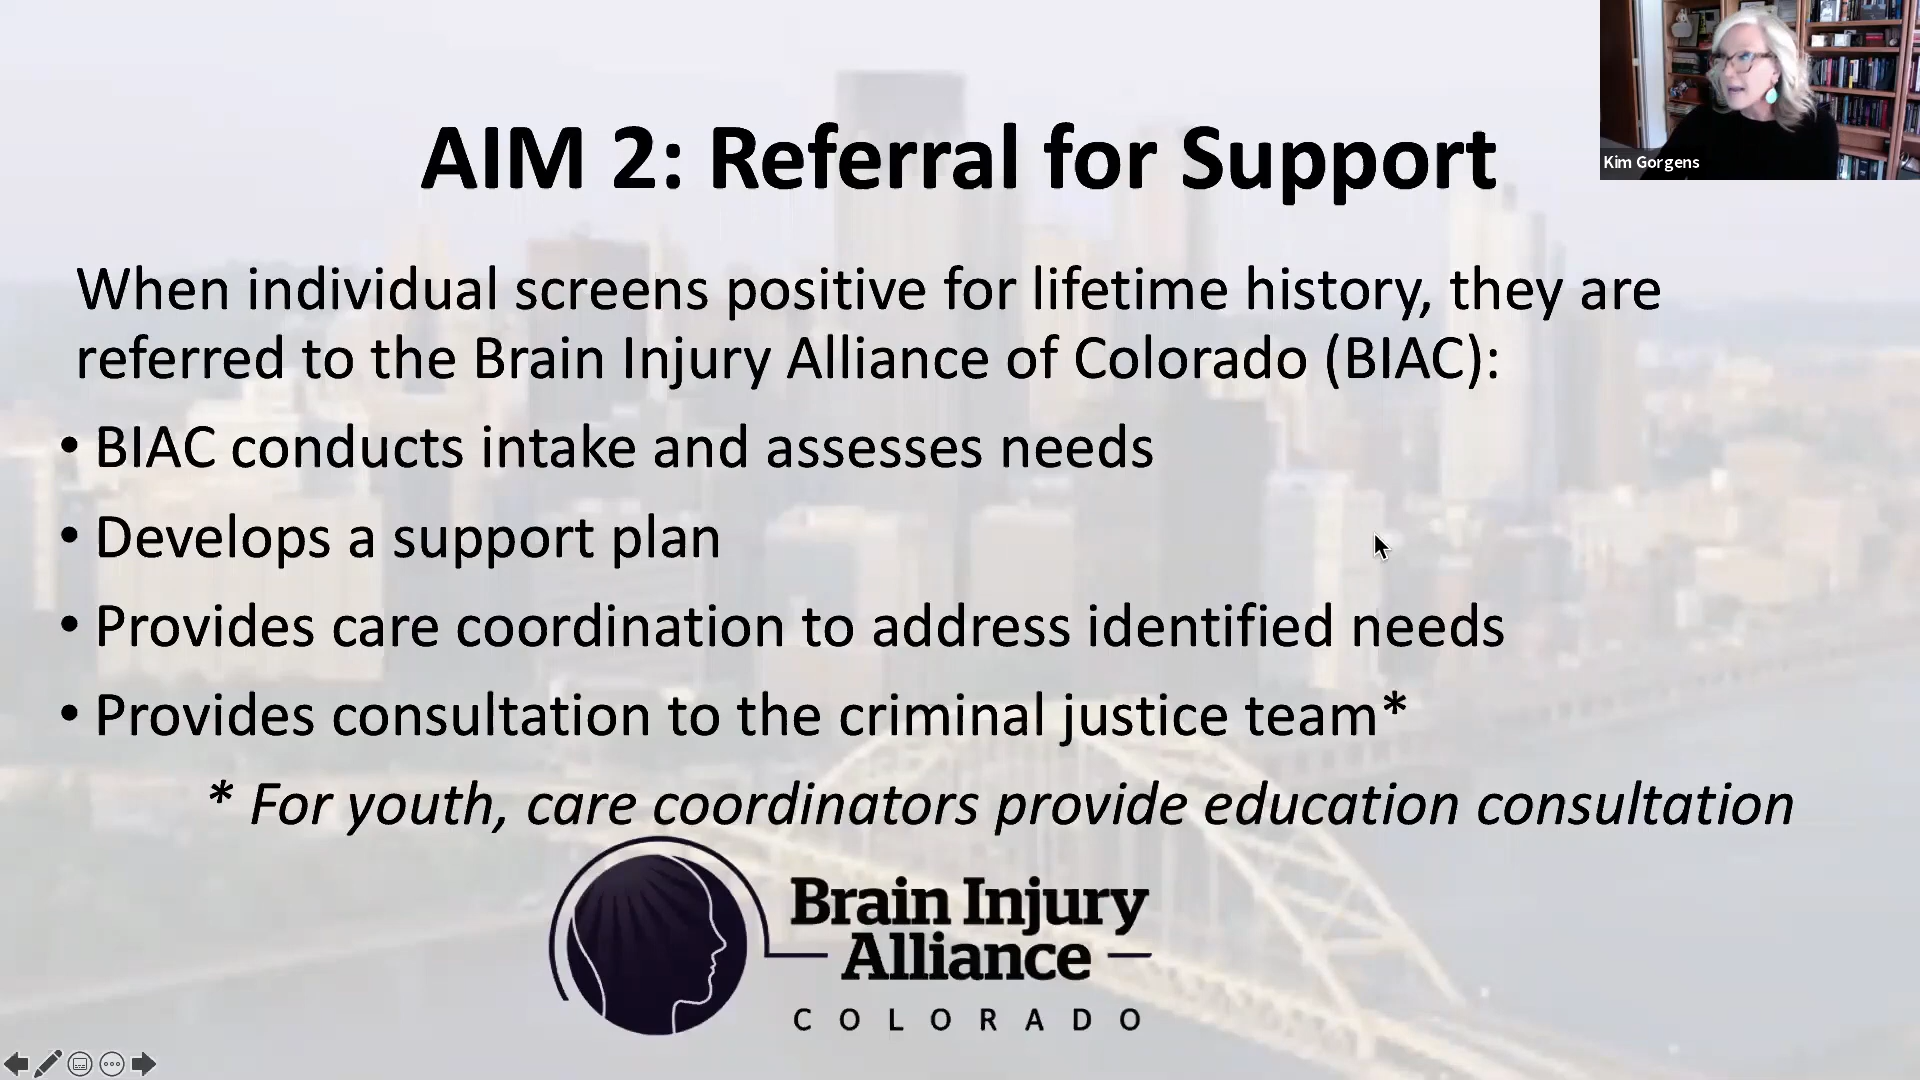 AIM 2: Referral for Support
Kim Gorgens
When individual screens positive for lifetime history, they are
referred to the Brain Injury Alliance of Colorado (BIAC):
• BIAC conducts intake and assesses needs
• Develops a support plan
• Provides care coordination to address identified needs
• Provides consultation to the criminal justice team*
* For youth, care coordinators provide education consultation
Brain Injury
Alliance
COLORADO